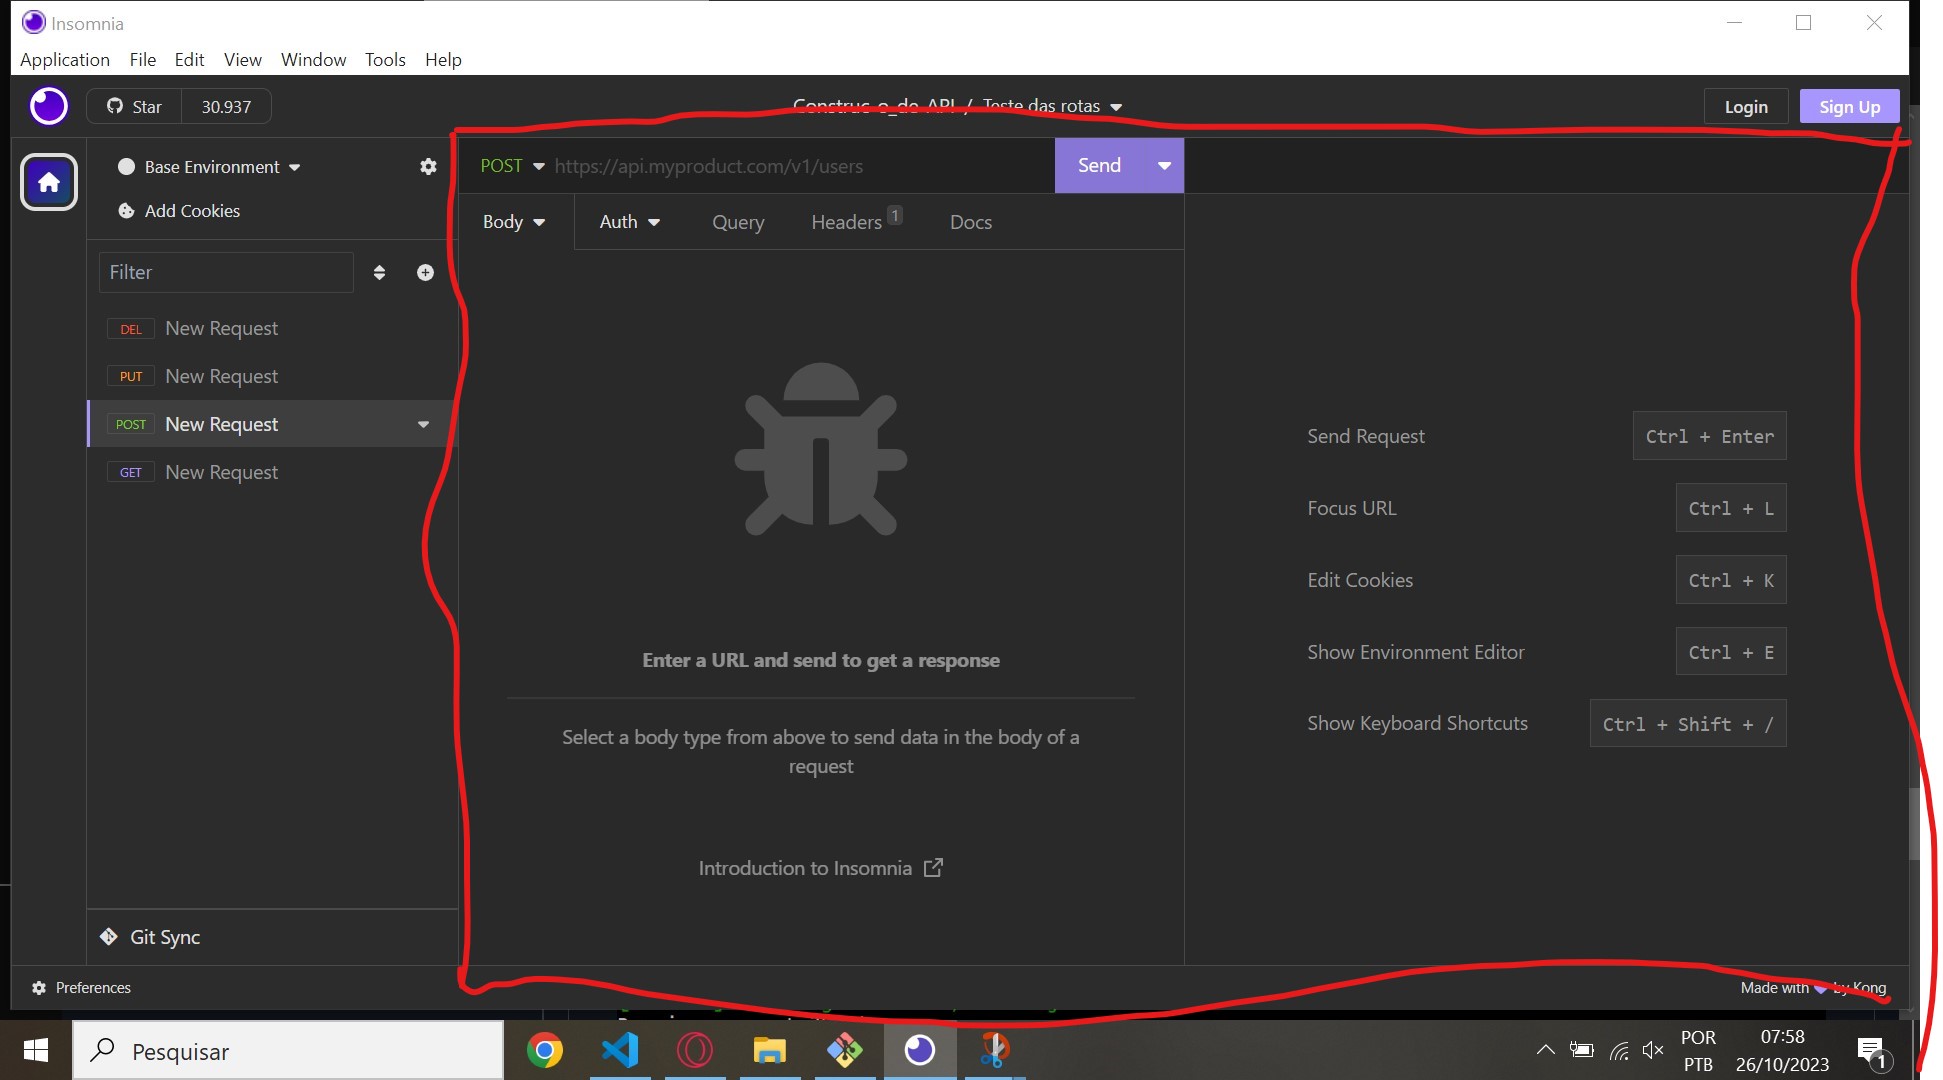 Insomnia
Application File Edit View Window Tools Help
Star 30.937
Construc-o_de-API / Teste das rotas
Login Sign Up
Base Environment
Add Cookies
Filter
DEL New Request
PUT New Request
POST New Request
GET New Request
Git Sync
POST https://api.myproduct.com/v1/users Send
Body Auth Query Headers 1 Docs
Enter a URL and send to get a response
Select a body type from above to send data in the body of a
request
Introduction to Insomnia
Send Request Ctrl + Enter
Focus URL Ctrl + L
Edit Cookies Ctrl + K
Show Environment Editor Ctrl + E
Show Keyboard Shortcuts Ctrl + Shift + /
Preferences
Made with by Kong
Pesquisar
POR
PTB
07:58
26/10/2023
1